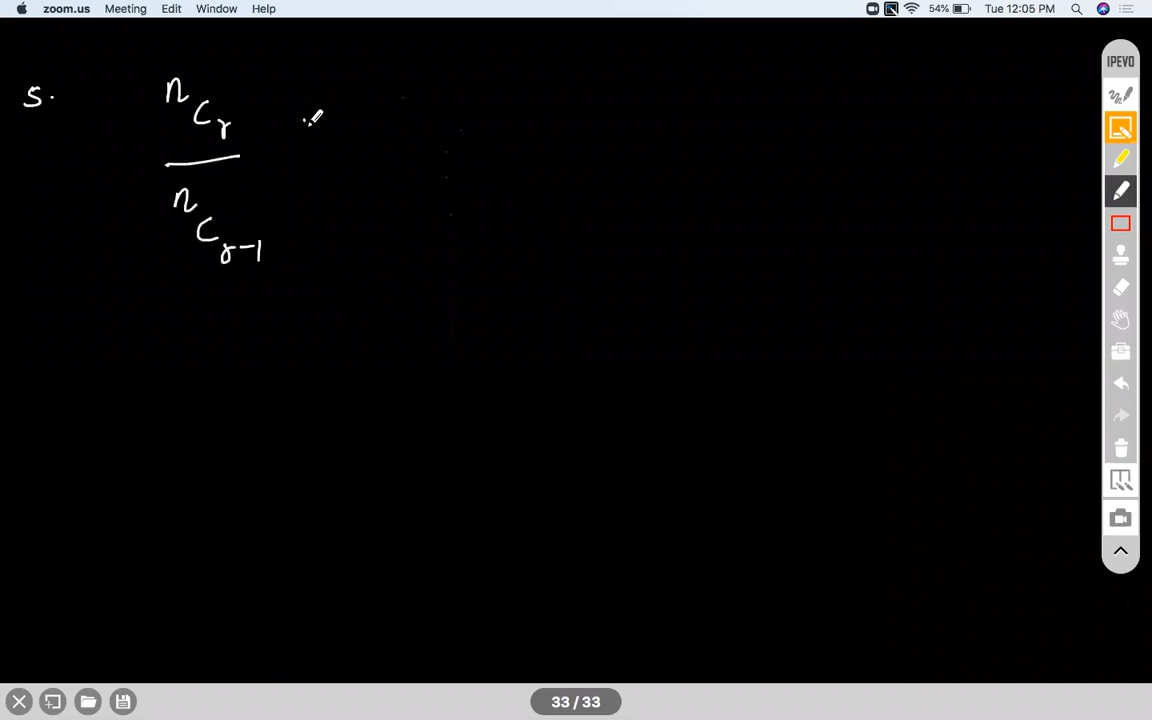 zoom.us Meeting Edit Window Help 54% Tue 12:05 PM
IPEVO
5. nCr
nCr-1
33 / 33